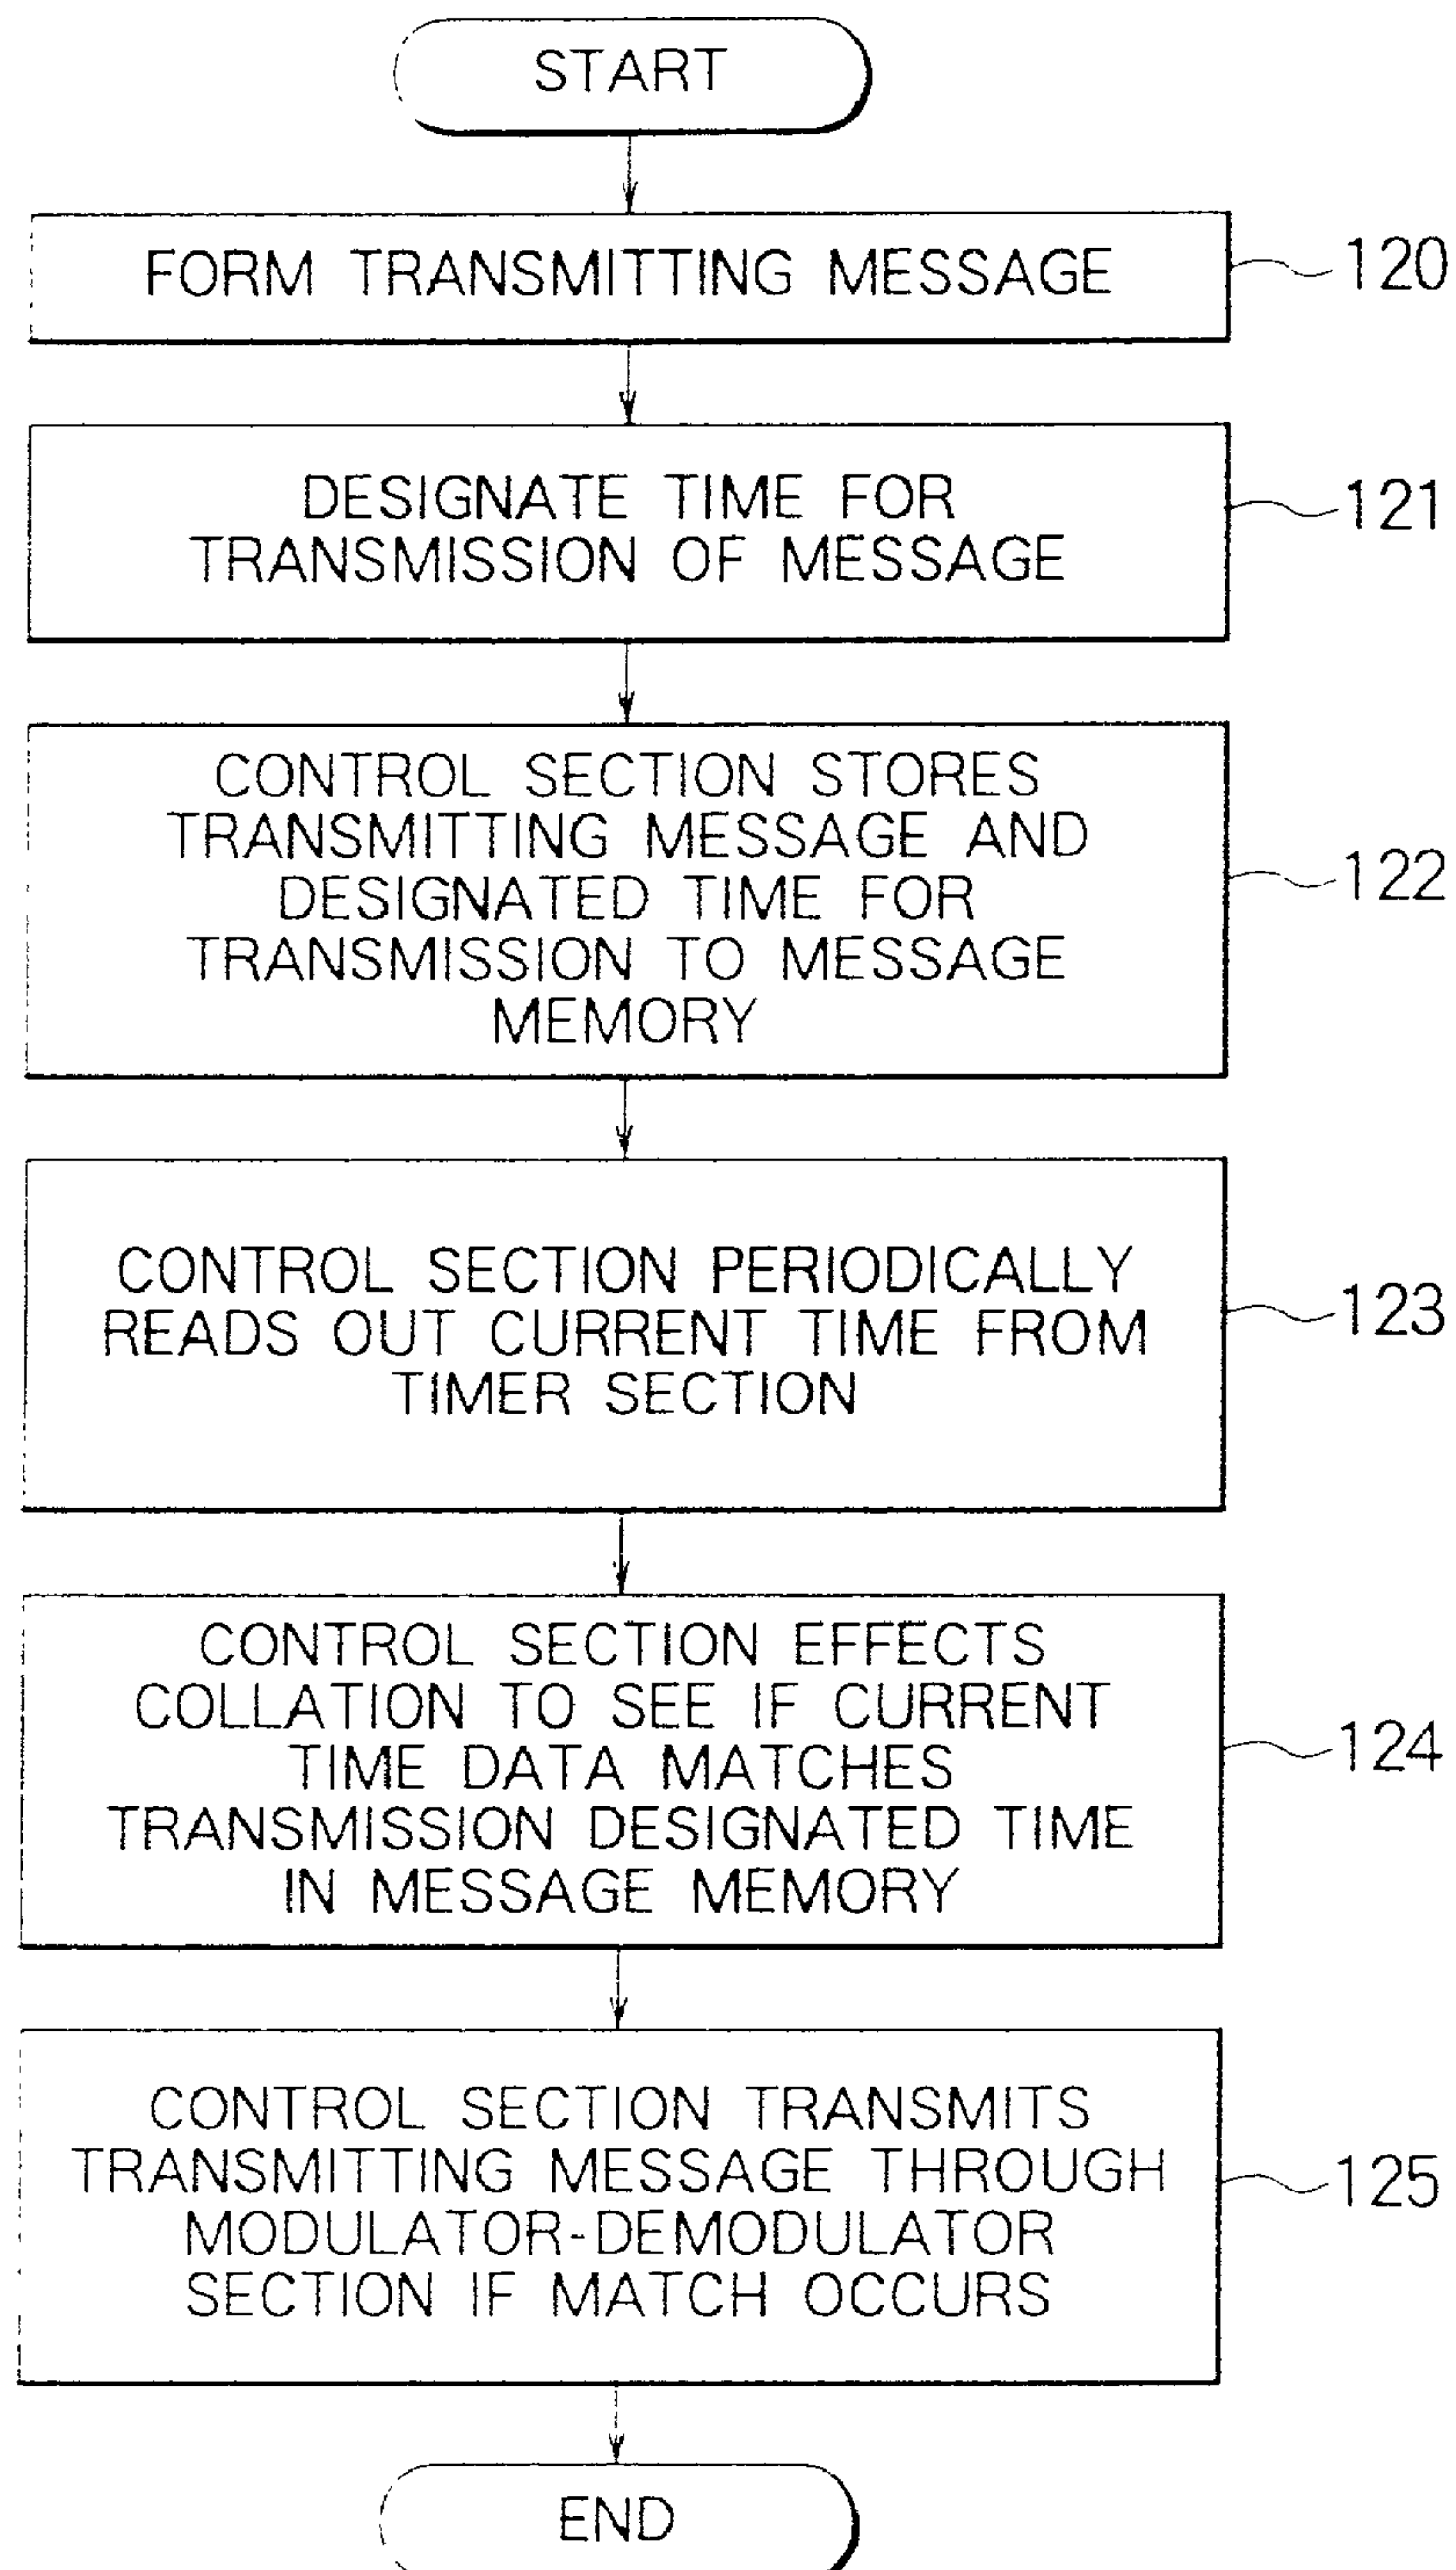 START
FORM TRANSMITTING MESSAGE
120
DESIGNATE TIME FOR
TRANSMISSION OF MESSAGE
121
CONTROL SECTION STORES
TRANSMITTING MESSAGE AND
DESIGNATED TIME FOR
TRANSMISSION TO MESSAGE
MEMORY
122
CONTROL SECTION PERIODICALLY
READS OUT CURRENT TIME FROM
TIMER SECTION
123
CONTROL SECTION EFFECTS
COLLATION TO SEE IF CURRENT
TIME DATA MATCHES
TRANSMISSION DESIGNATED TIME
IN MESSAGE MEMORY
124
CONTROL SECTION TRANSMITS
TRANSMITTING MESSAGE THROUGH
MODULATOR-DEMODULATOR
SECTION IF MATCH OCCURS
125
END